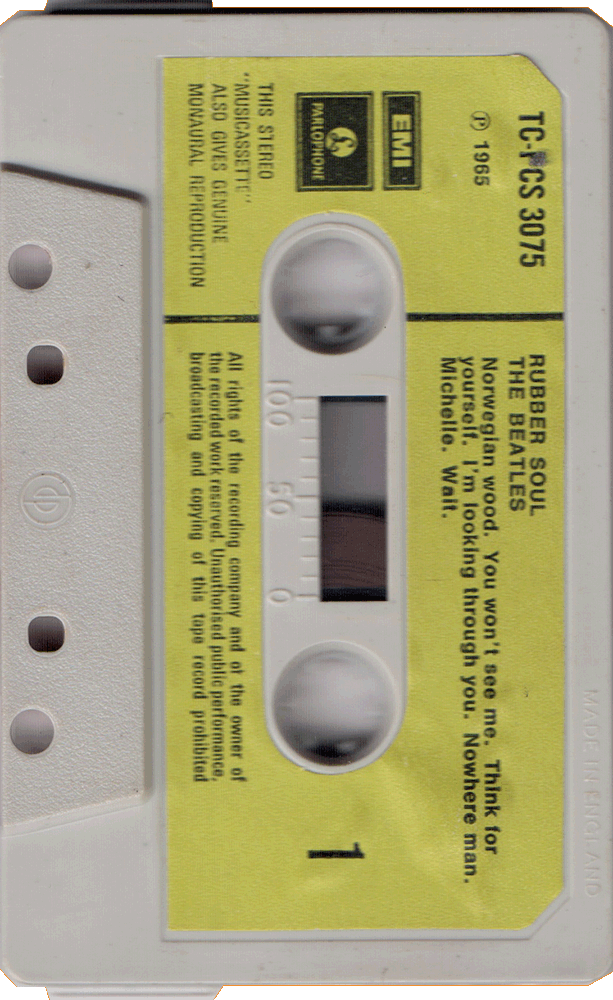 TC-PCS 3075
Ⓟ 1965
EMI
PARLOPHONE
THIS STEREO
"MUSICASSETTE"
ALSO GIVES GENUINE
MONAURAL REPRODUCTION
RUBBER SOUL
THE BEATLES
Norwegian wood. You won't see me. Think for
yourself. I'm looking through you. Nowhere man.
Michelle. Wait.
100 50 0
All rights of the recording company and of the owner of
the recorded work reserved. Unauthorised public performance,
broadcasting and copying of this tape record prohibited
1
MADE IN ENGLAND